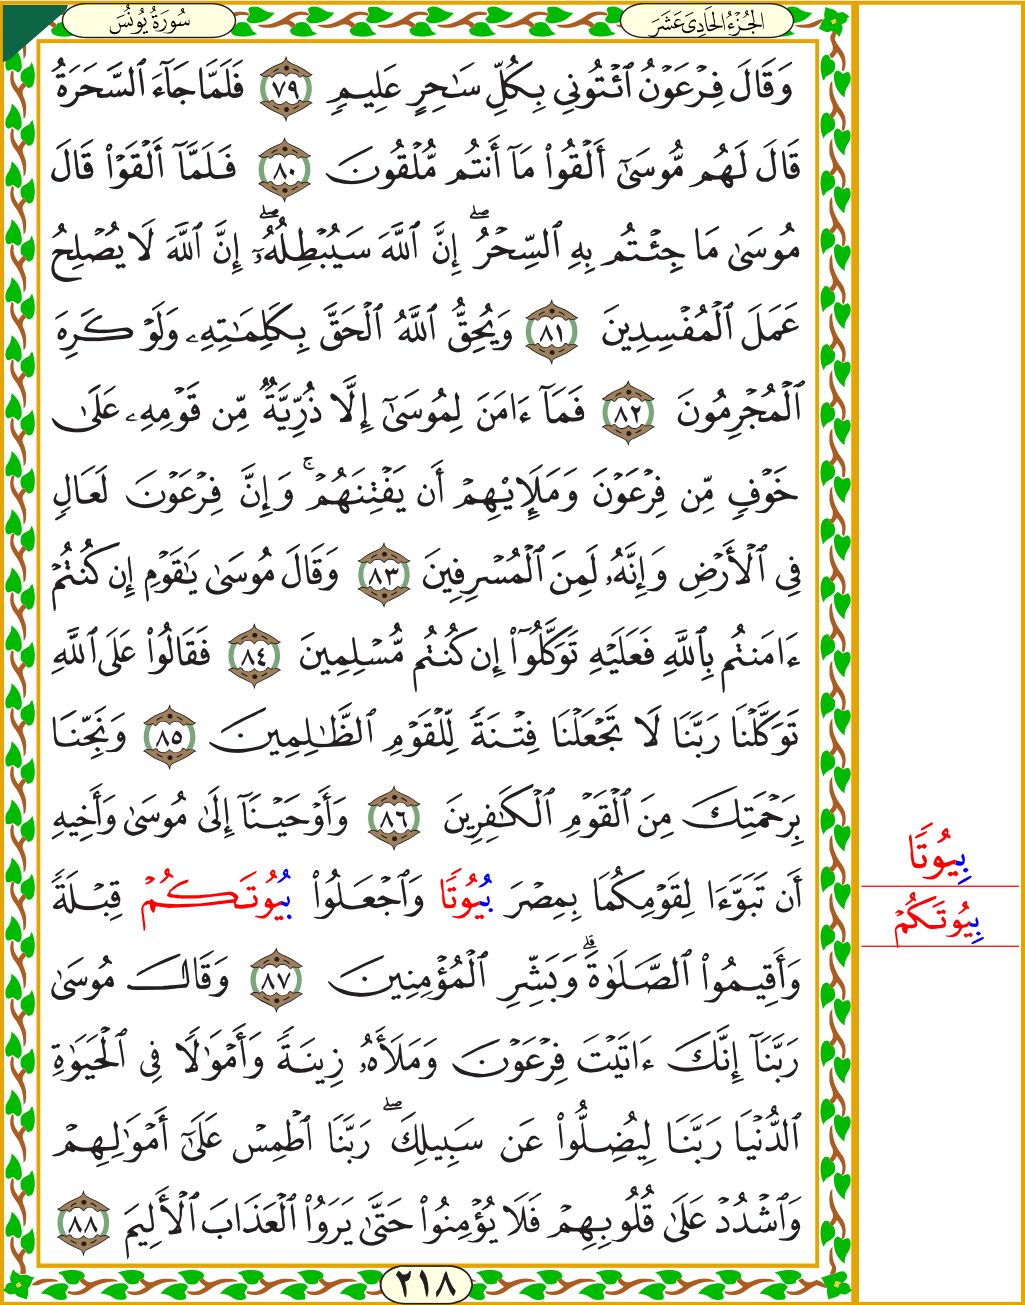 الجُزْءُ الحَادِي عَشَرَ
سُورَةُ يُونُسَ
وَقَالَ فِرْعَوْنُ ٱئْتُونِي بِكُلِّ سَٰحِرٍ عَلِيمٖ ٧٩ فَلَمَّا جَآءَ ٱلسَّحَرَةُ
قَالَ لَهُم مُّوسَىٰٓ أَلْقُوا۟ مَآ أَنتُم مُّلْقُونَ ٨٠ فَلَمَّآ أَلْقَوْا۟ قَالَ
مُوسَىٰ مَا جِئْتُم بِهِ ٱلسِّحْرُۖ إِنَّ ٱللَّهَ سَيُبْطِلُهُۥٓۖ إِنَّ ٱللَّهَ لَا يُصْلِحُ
عَمَلَ ٱلْمُفْسِدِينَ ٨١ وَيُحِقُّ ٱللَّهُ ٱلْحَقَّ بِكَلِمَٰتِهِۦ وَلَوْ كَرِهَ
ٱلْمُجْرِمُونَ ٨٢ فَمَآ ءَامَنَ لِمُوسَىٰٓ إِلَّا ذُرِّيَّةٌ مِّن قَوْمِهِۦ عَلَىٰ
خَوْفٍ مِّن فِرْعَوْنَ وَمَلَإِيْهِمْ أَن يَفْتِنَهُمْۚ وَإِنَّ فِرْعَوْنَ لَعَالٍ
فِى ٱلْأَرْضِ وَإِنَّهُۥ لَمِنَ ٱلْمُسْرِفِينَ ٨٣ وَقَالَ مُوسَىٰ يَٰقَوْمِ إِن كُنتُمْ
ءَامَنتُم بِٱللَّهِ فَعَلَيْهِ تَوَكَّلُوٓا۟ إِن كُنتُم مُّسْلِمِينَ ٨٤ فَقَالُوا۟ عَلَى ٱللَّهِ
تَوَكَّلْنَا رَبَّنَا لَا تَجْعَلْنَا فِتْنَةً لِّلْقَوْمِ ٱلظَّٰلِمِينَ ٨٥ وَنَجِّنَا
بِرَحْمَتِكَ مِنَ ٱلْقَوْمِ ٱلْكَٰفِرِينَ ٨٦ وَأَوْحَيْنَآ إِلَىٰ مُوسَىٰ وَأَخِيهِ
أَن تَبَوَّءَا لِقَوْمِكُمَا بِمِصْرَ بُيُوتًا وَٱجْعَلُوا۟ بُيُوتَكُمْ قِبْلَةً
وَأَقِيمُوا۟ ٱلصَّلَوٰةَۗ وَبَشِّرِ ٱلْمُؤْمِنِينَ ٨٧ وَقَالَ مُوسَىٰ
رَبَّنَآ إِنَّكَ ءَاتَيْتَ فِرْعَوْنَ وَمَلَأَهُۥ زِينَةً وَأَمْوَٰلًا فِى ٱلْحَيَوٰةِ
ٱلدُّنْيَا رَبَّنَا لِيُضِلُّوا۟ عَن سَبِيلِكَۖ رَبَّنَا ٱطْمِسْ عَلَىٰٓ أَمْوَٰلِهِمْ
وَٱشْدُدْ عَلَىٰ قُلُوبِهِمْ فَلَا يُؤْمِنُوا۟ حَتَّىٰ يَرَوُا۟ ٱلْعَذَابَ ٱلْأَلِيمَ ٨٨
بِيُوتًا
بِيُوتَكُمْ
٢١٨